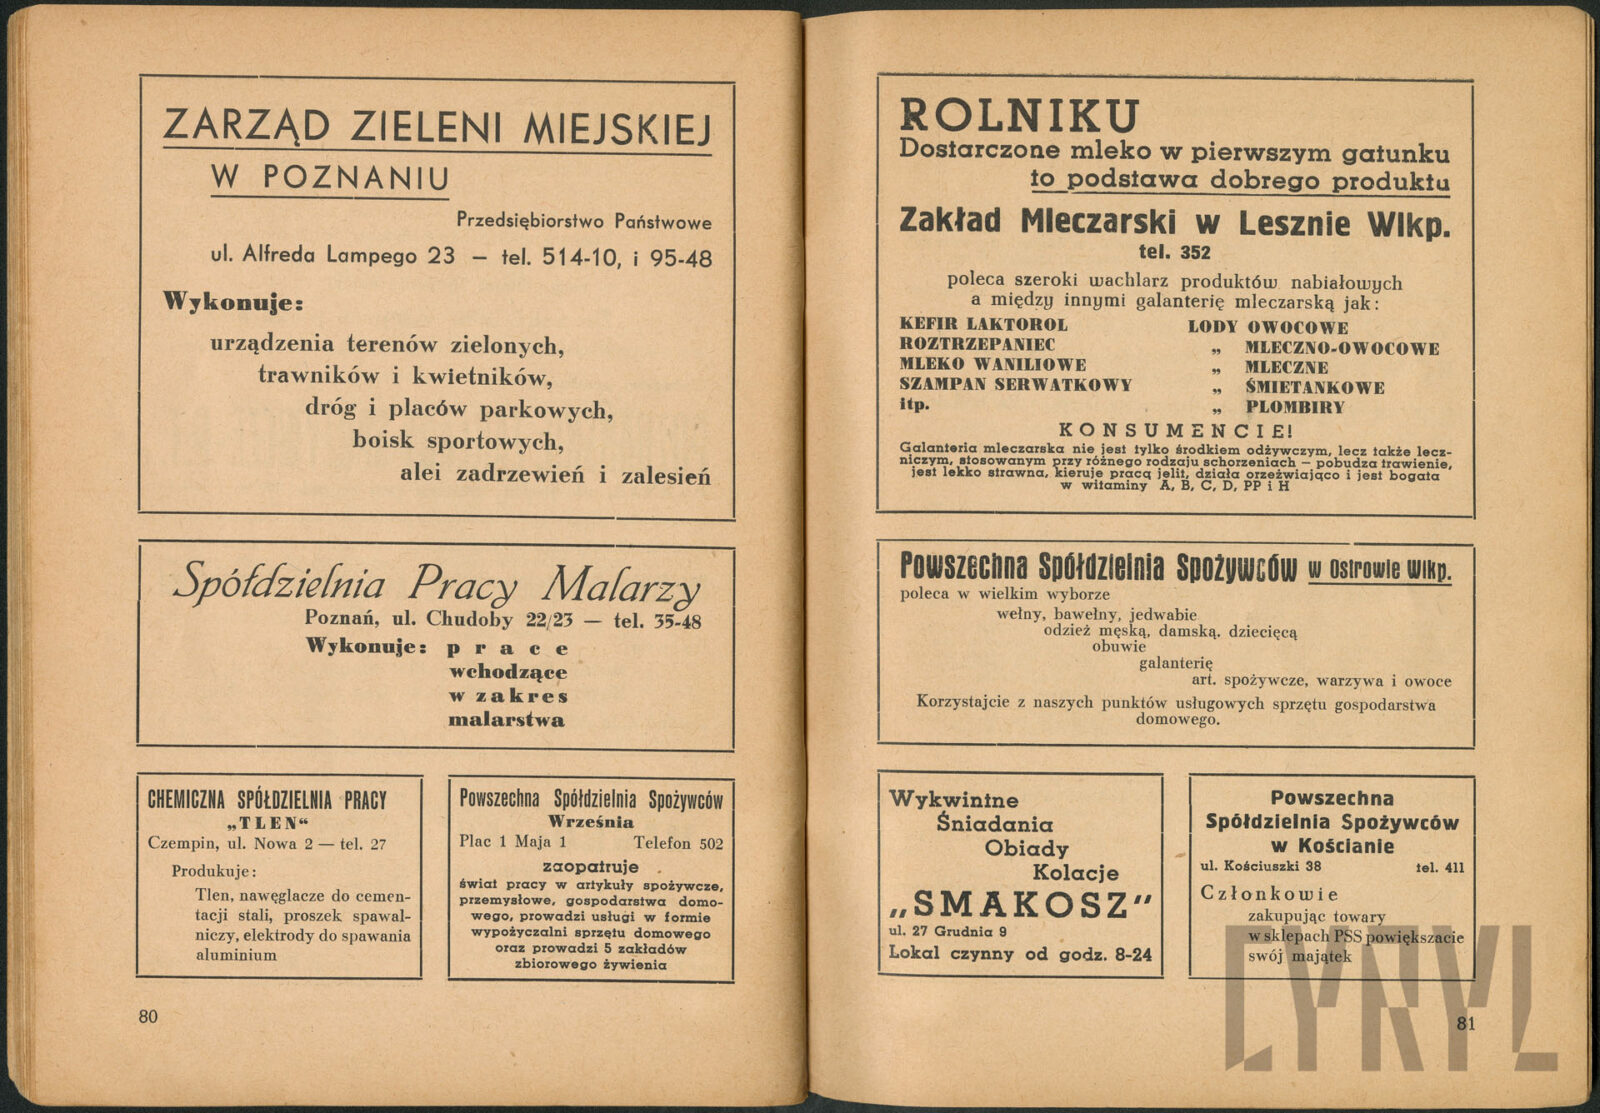 ZARZĄD ZIELENI MIEJSKIEJ
W POZNANIU
Przedsiębiorstwo Państwowe
ul. Alfreda Lampego 23 — tel. 514-10, i 95-48
Wykonuje:
urządzenia terenów zielonych,
trawników i kwietników,
dróg i placów parkowych,
boisk sportowych,
alei zadrzewień i zalesień
Spółdzielnia Pracy Malarzy
Poznań, ul. Chudoby 22/23 — tel. 35-48
Wykonuje: prace
wchodzące
w zakres
malarstwa
CHEMICZNA SPÓŁDZIELNIA PRACY
„TLEN“
Czempin, ul. Nowa 2 — tel. 27
Produkuje:
Tlen, nawęglacze do cemen-
tacji stali, proszek spawal-
niczy, elektrody do spawania
aluminium
Powszechna Spółdzielnia Spożywców
Września
Plac 1 Maja 1 Telefon 502
zaopatruje
świat pracy w artykuły spożywcze,
przemysłowe, gospodarstwa domo-
wego, prowadzi usługi w formie
wypożyczalni sprzętu domowego
oraz prowadzi 5 zakładów
zbiorowego żywienia
80
ROLNIKU
Dostarczone mleko w pierwszym gatunku
to podstawa dobrego produktu
Zakład Mleczarski w Lesznie Wlkp.
tel. 352
poleca szeroki wachlarz produktów nabiałowych
a między innymi galanterię mleczarską jak:
KEFIR LAKTOROL LODY OWOCOWE
ROZTRZEPANIEC „ MLECZNO-OWOCOWE
MLEKO WANILIOWE „ MLECZNE
SZAMPAN SERWATKOWY „ ŚMIETANKOWE
itp. „ PLOMBIRY
KONSUMENCIE!
Galanteria mleczarska nie jest tylko środkiem odżywczym, lecz także lecz-
niczym, stosowanym przy różnego rodzaju schorzeniach — pobudza trawienie,
jest lekko strawna, kieruje pracą jelit, działa orzeźwiająco i jest bogata
w witaminy A, B, C, D, PP i H
Powszechna Spółdzielnia Spożywców w Ostrowie Wlkp.
poleca w wielkim wyborze
wełny, bawełny, jedwabie
odzież męską, damską, dziecięcą
obuwie
galanterię
art. spożywcze, warzywa i owoce
Korzystajcie z naszych punktów usługowych sprzętu gospodarstwa
domowego.
Wykwintne
Śniadania
Obiady
Kolacje
„SMAKOSZ"
ul. 27 Grudnia 9
Lokal czynny od godz. 8-24
Powszechna
Spółdzielnia Spożywców
w Kościanie
ul. Kościuszki 38 tel. 411
Członkowie
zakupując towary
w sklepach PSS powiększacie
swój majątek
81
CYRYL